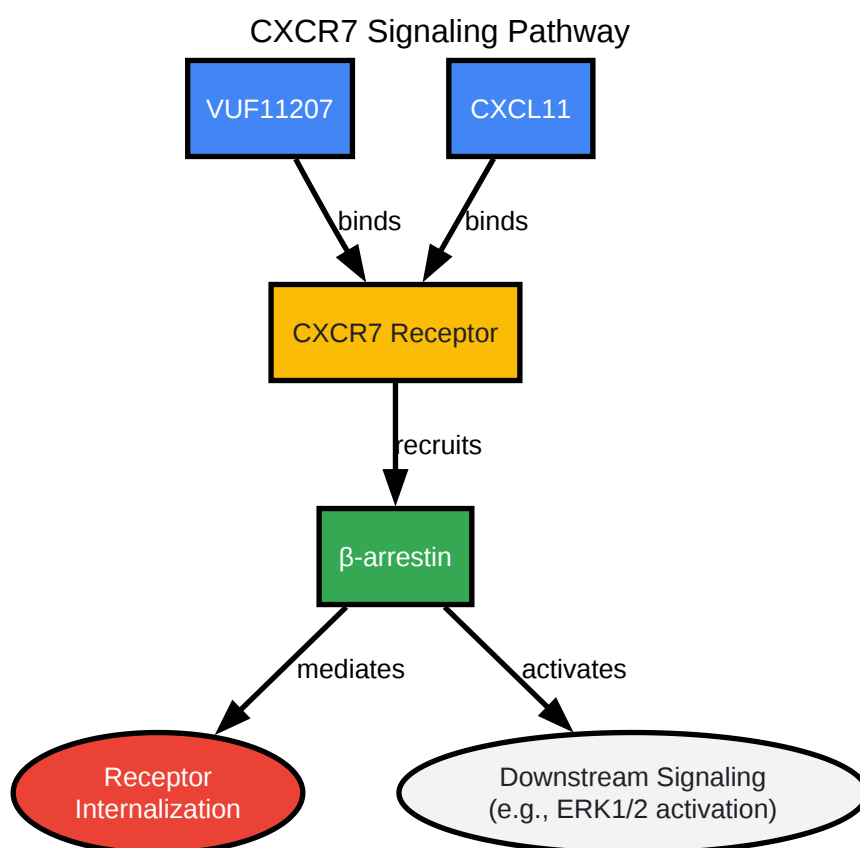 CXCR7 Signaling Pathway
VUF11207
CXCL11
binds
binds
CXCR7 Receptor
recruits
β-arrestin
mediates
activates
Receptor
Internalization
Downstream Signaling
(e.g., ERK1/2 activation)